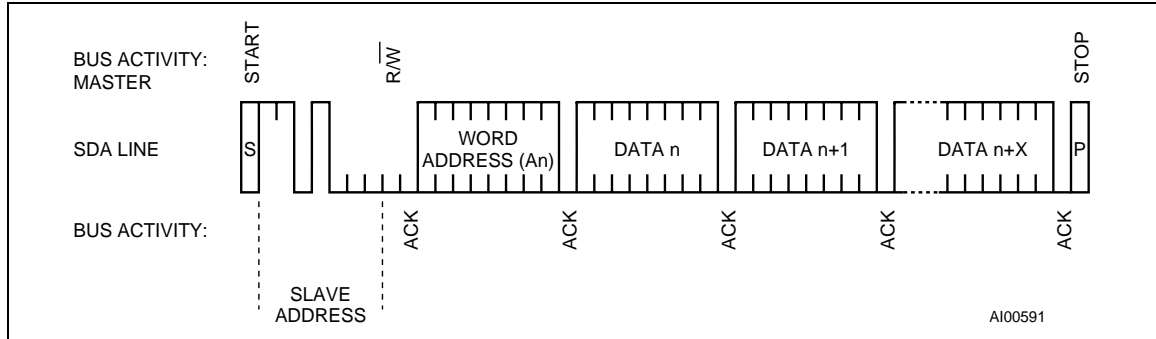 BUS ACTIVITY:
MASTER
START
R/W
STOP
SDA LINE
S
WORD
ADDRESS (An)
DATA n
DATA n+1
DATA n+X
P
BUS ACTIVITY:
ACK
ACK
ACK
ACK
ACK
SLAVE
ADDRESS
AI00591